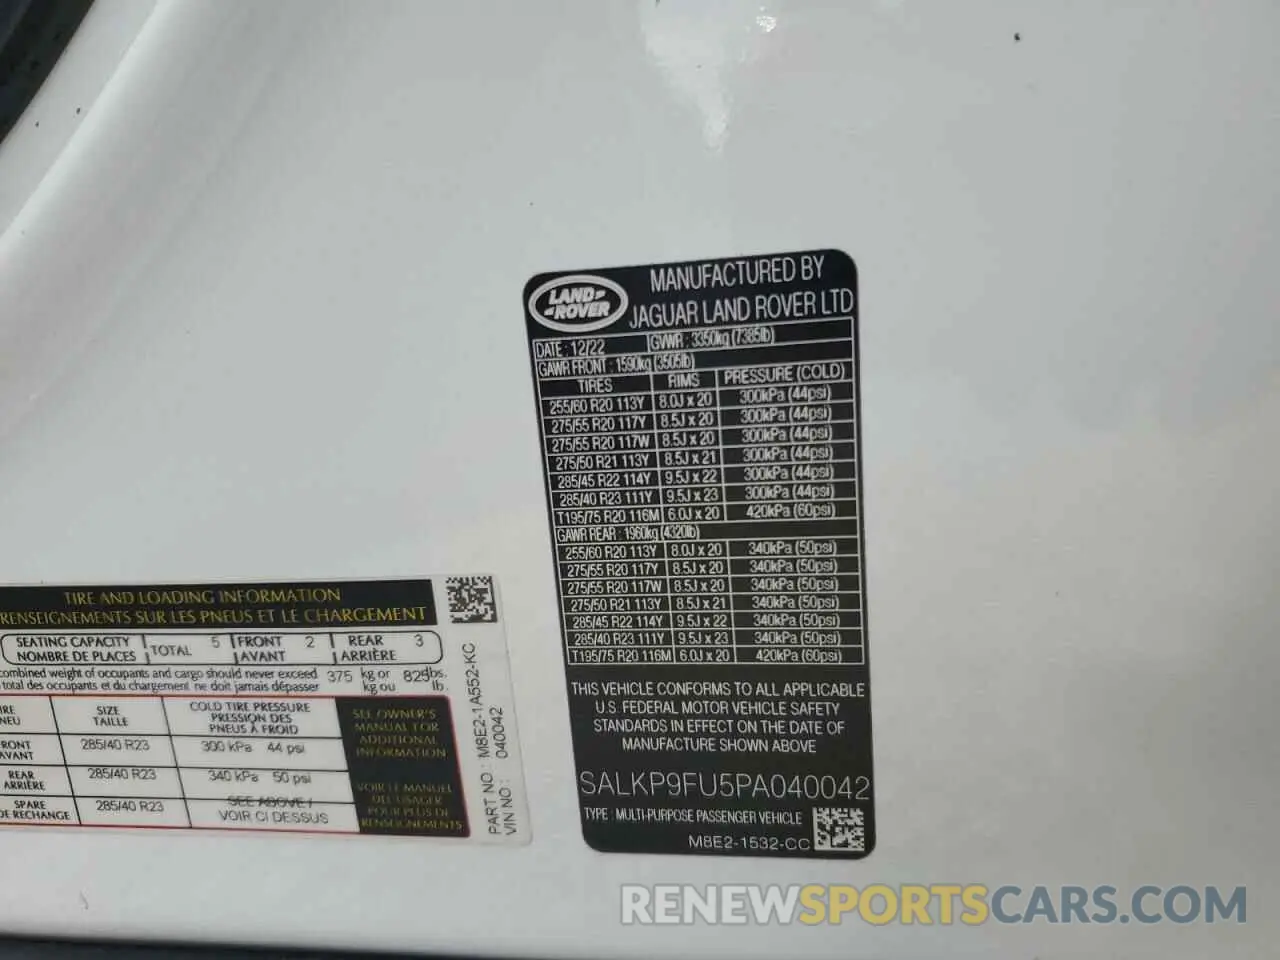 LAND ROVER
MANUFACTURED BY
JAGUAR LAND ROVER LTD
DATE : 12/22 GVWR : 3350kg (7385lb)
GAWR FRONT : 1590kg (3505lb)
TIRES RIMS PRESSURE (COLD)
255/60 R20 113Y 8.0J x 20 300kPa (44psi)
275/55 R20 117Y 8.5J x 20 300kPa (44psi)
275/55 R20 117W 8.5J x 20 300kPa (44psi)
275/50 R21 113Y 8.5J x 21 300kPa (44psi)
285/45 R22 114Y 9.5J x 22 300kPa (44psi)
285/40 R23 111Y 9.5J x 23 300kPa (44psi)
T195/75 R20 116M 6.0J x 20 420kPa (60psi)
GAWR REAR : 1960kg (4320lb)
255/60 R20 113Y 8.0J x 20 340kPa (50psi)
275/55 R20 117Y 8.5J x 20 340kPa (50psi)
275/55 R20 117W 8.5J x 20 340kPa (50psi)
275/50 R21 113Y 8.5J x 21 340kPa (50psi)
285/45 R22 114Y 9.5J x 22 340kPa (50psi)
285/40 R23 111Y 9.5J x 23 340kPa (50psi)
T195/75 R20 116M 6.0J x 20 420kPa (60psi)
THIS VEHICLE CONFORMS TO ALL APPLICABLE
U.S. FEDERAL MOTOR VEHICLE SAFETY
STANDARDS IN EFFECT ON THE DATE OF
MANUFACTURE SHOWN ABOVE
SALKP9FU5PA040042
TYPE : MULTI-PURPOSE PASSENGER VEHICLE
M8E2-1532-CC
TIRE AND LOADING INFORMATION
RENSEIGNEMENTS SUR LES PNEUS ET LE CHARGEMENT
SEATING CAPACITY TOTAL 5 FRONT 2 REAR 3
NOMBRE DE PLACES AVANT ARRIÈRE
combined weight of occupants and cargo should never exceed 375 kg or 825 lbs.
total des occupants et du chargement ne doit jamais dépasser kg ou lb.
SIZE
TAILLE
COLD TIRE PRESSURE
PRESSION DES
PNEUS À FROID
285/40 R23 300 kPa 44 psi
AVANT
REAR
ARRIÈRE
285/40 R23 340 kPa 50 psi
SPARE
DE RECHANGE
285/40 R23
SEE ABOVE /
VOIR CI DESSUS
SEE OWNER'S
MANUAL FOR
ADDITIONAL
INFORMATION
VOIR LE MANUEL
DE L'USAGER
POUR PLUS DE
RENSEIGNEMENTS
PART NO : M8E2-1A552-KC
VIN NO : 040042
RENEWSPORTSCARS.COM